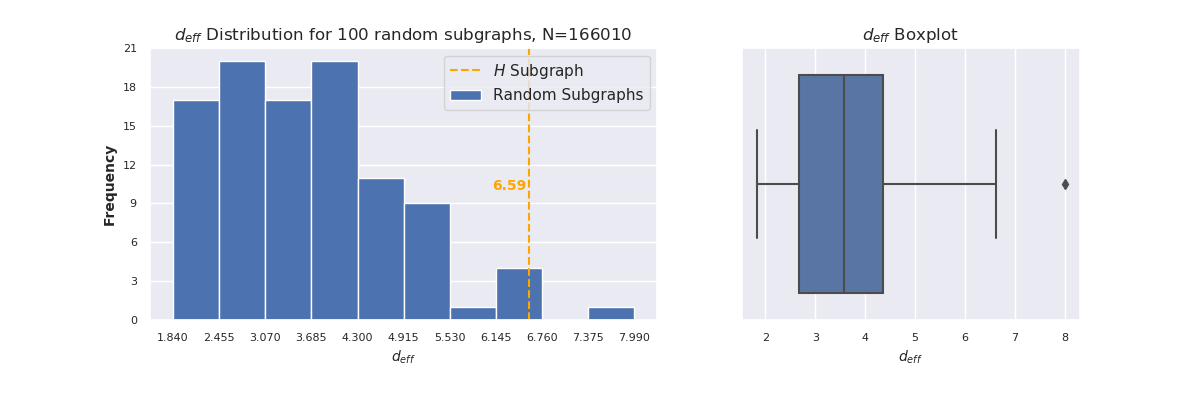 d_eff Distribution for 100 random subgraphs, N=166010
H Subgraph
Random Subgraphs
6.59
Frequency
21
18
15
12
9
6
3
0
1.840 2.455 3.070 3.685 4.300 4.915 5.530 6.145 6.760 7.375 7.990
d_eff
d_eff Boxplot
2 3 4 5 6 7 8
d_eff